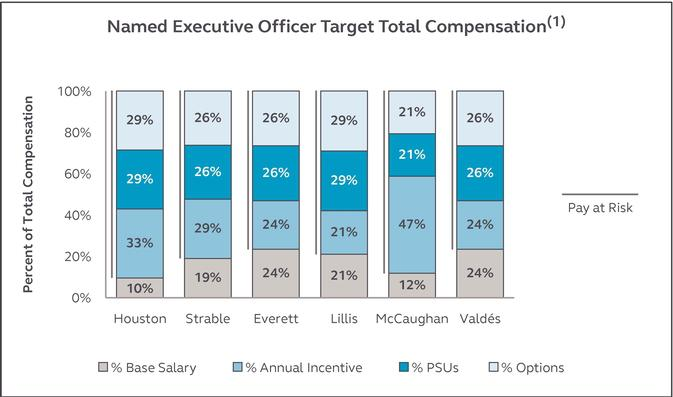 Named Executive Officer Target Total Compensation(1)
Percent of Total Compensation
100%
80%
60%
40%
20%
0%
29% 26% 26% 29% 21% 26%
29% 26% 26% 29% 21% 26%
33% 29% 24% 21% 47% 24%
10% 19% 24% 21% 12% 24%
Houston Strable Everett Lillis McCaughan Valdés
Pay at Risk
% Base Salary % Annual Incentive % PSUs % Options